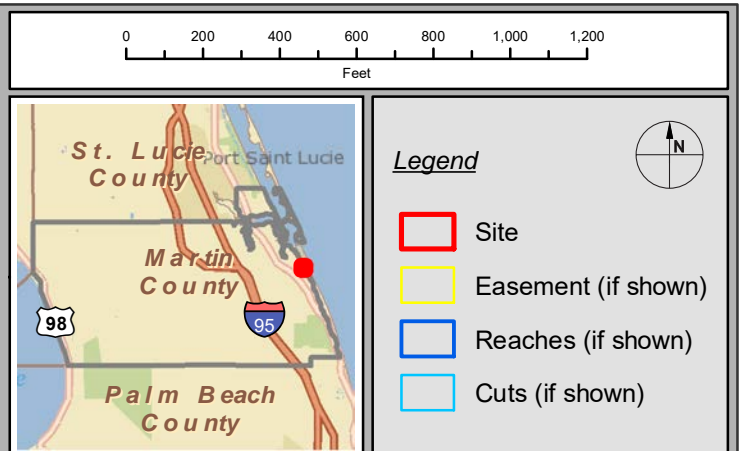 0 200 400 600 800 1,000 1,200
Feet
St. Lucie
County
Port Saint Lucie
Martin
County
98
95
Palm Beach
County
Legend
N
Site
Easement (if shown)
Reaches (if shown)
Cuts (if shown)